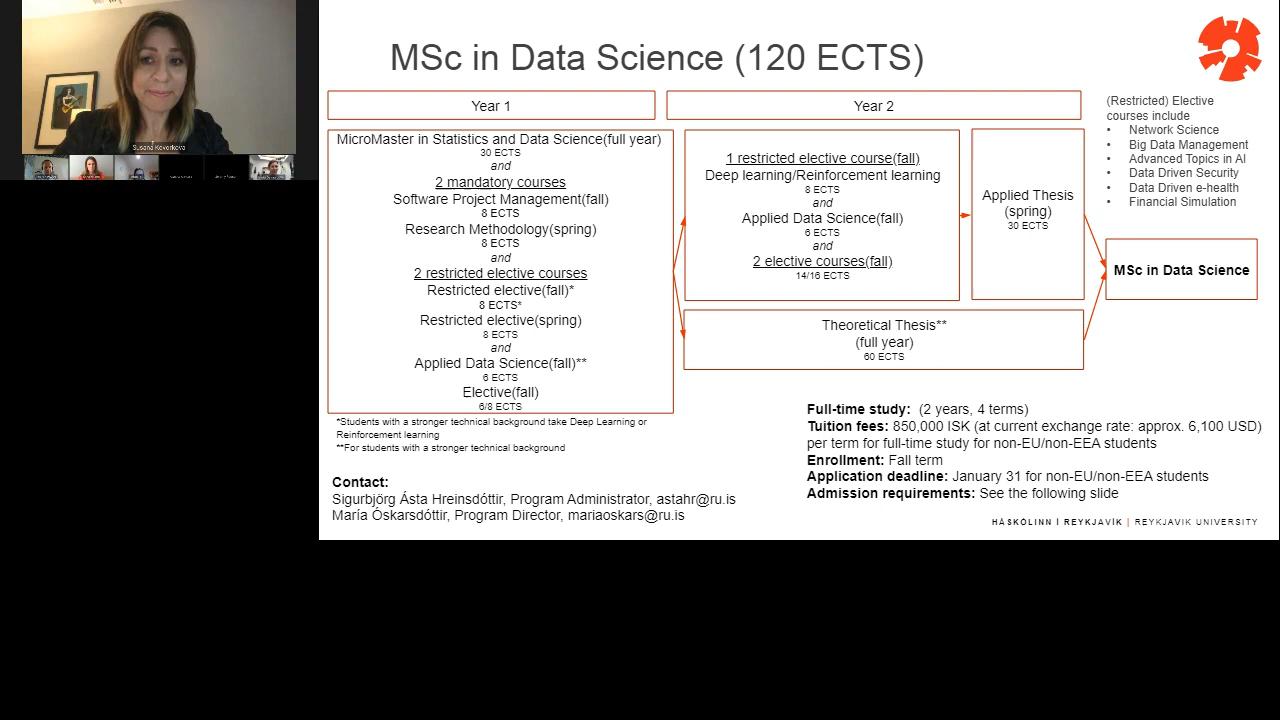 Susana Kevorkova
MSc in Data Science (120 ECTS)
Year 1
MicroMaster in Statistics and Data Science(full year)
30 ECTS
and
2 mandatory courses
Software Project Management(fall)
8 ECTS
Research Methodology(spring)
8 ECTS
and
2 restricted elective courses
Restricted elective(fall)*
8 ECTS*
Restricted elective(spring)
8 ECTS
and
Applied Data Science(fall)**
6 ECTS
Elective(fall)
6/8 ECTS
*Students with a stronger technical background take Deep Learning or
Reinforcement learning
**For students with a stronger technical background
Year 2
1 restricted elective course(fall)
Deep learning/Reinforcement learning
8 ECTS
and
Applied Data Science(fall)
6 ECTS
and
2 elective courses(fall)
14/16 ECTS
Applied Thesis
(spring)
30 ECTS
Theoretical Thesis**
(full year)
60 ECTS
(Restricted) Elective
courses include
• Network Science
• Big Data Management
• Advanced Topics in AI
• Data Driven Security
• Data Driven e-health
• Financial Simulation
MSc in Data Science
Contact:
Sigurbjörg Ásta Hreinsdóttir, Program Administrator, astahr@ru.is
María Óskarsdóttir, Program Director, mariaoskars@ru.is
Full-time study: (2 years, 4 terms)
Tuition fees: 850,000 ISK (at current exchange rate: approx. 6,100 USD)
per term for full-time study for non-EU/non-EEA students
Enrollment: Fall term
Application deadline: January 31 for non-EU/non-EEA students
Admission requirements: See the following slide
HÁSKÓLINN Í REYKJAVÍK | REYKJAVIK UNIVERSITY